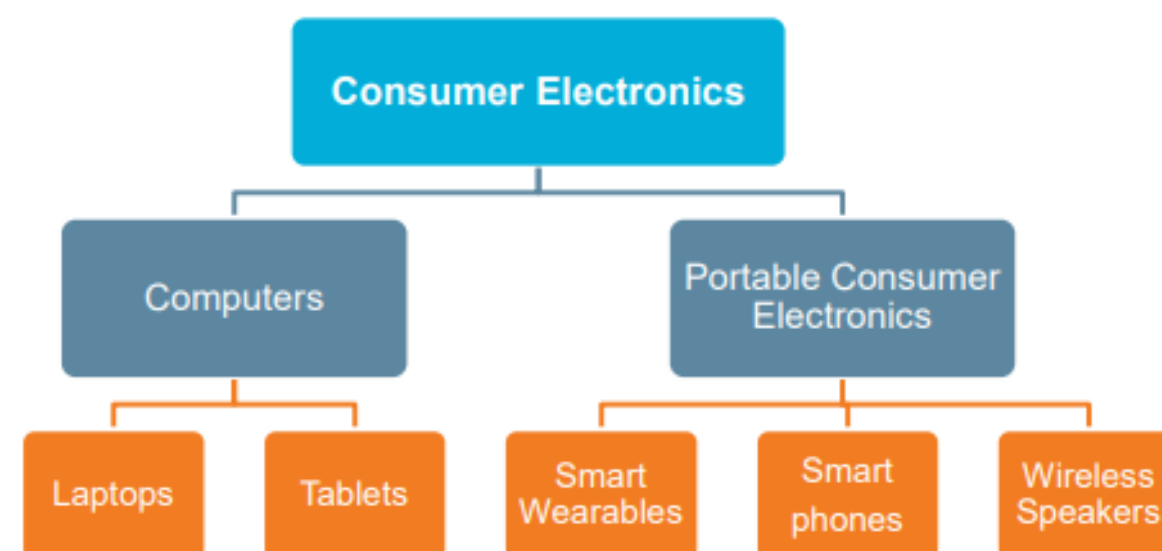 Consumer Electronics
Computers
Portable Consumer
Electronics
Laptops
Tablets
Smart
Wearables
Smart
phones
Wireless
Speakers